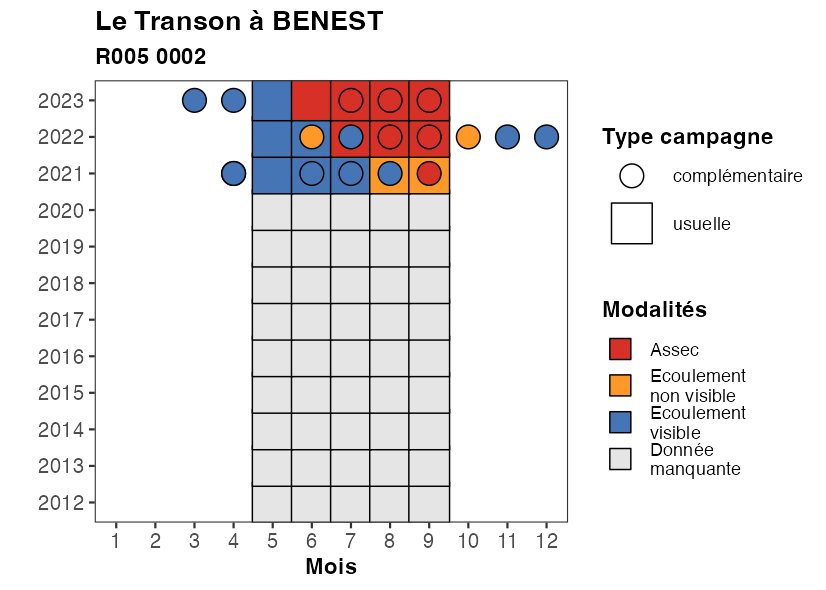 Le Transon à BENEST
R005 0002
2023
2022
2021
2020
2019
2018
2017
2016
2015
2014
2013
2012
1 2 3 4 5 6 7 8 9 10 11 12
Mois
Type campagne
complémentaire
usuelle
Modalités
Assec
Ecoulement
non visible
Ecoulement
visible
Donnée
manquante